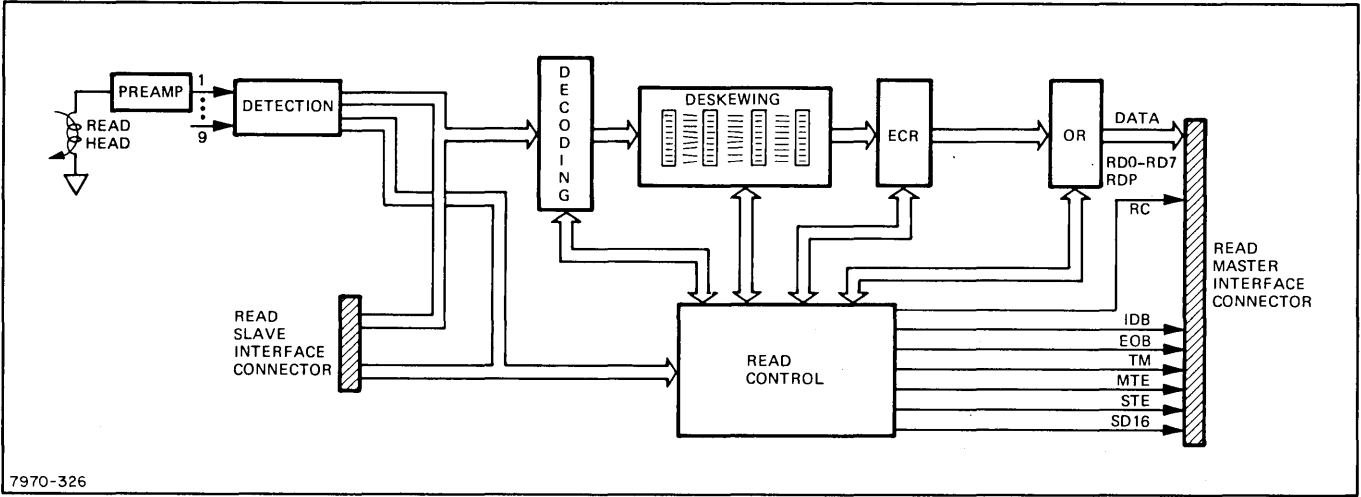 PREAMP
1
9
READ
HEAD
DETECTION
DECODING
DESKEWING
ECR
OR
DATA
RD0-RD7
RDP
RC
READ
MASTER
INTERFACE
CONNECTOR
READ
SLAVE
INTERFACE
CONNECTOR
READ
CONTROL
IDB
EOB
TM
MTE
STE
SD16
7970-326